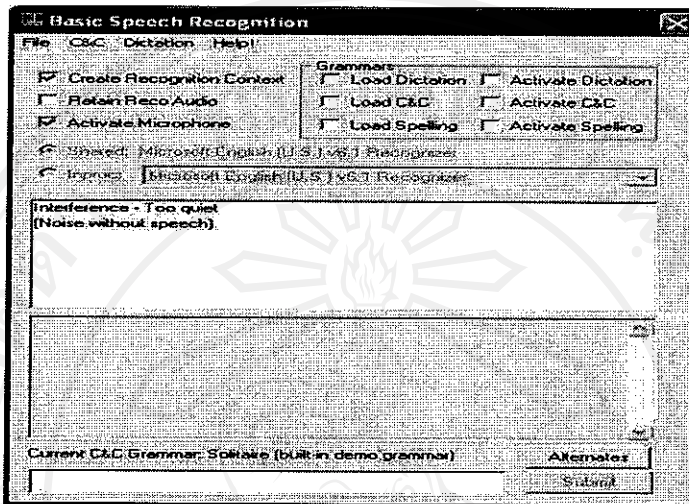 Basic Speech Recognition
File C&C Dictation Help!
Grammars
Create Recognition Context
Load Dictation Activate Dictation
Retain Reco Audio
Load C&C Activate C&C
Activate Microphone
Load Spelling Activate Spelling
Shared: Microsoft English (U.S.) v6.1 Recognizer
Inproc: Microsoft English (U.S.) v6.1 Recognizer
Interference - Too quiet
(Noise without speech)
Current C&C Grammar: Solitaire (built-in demo grammar)
Alternates
Submit